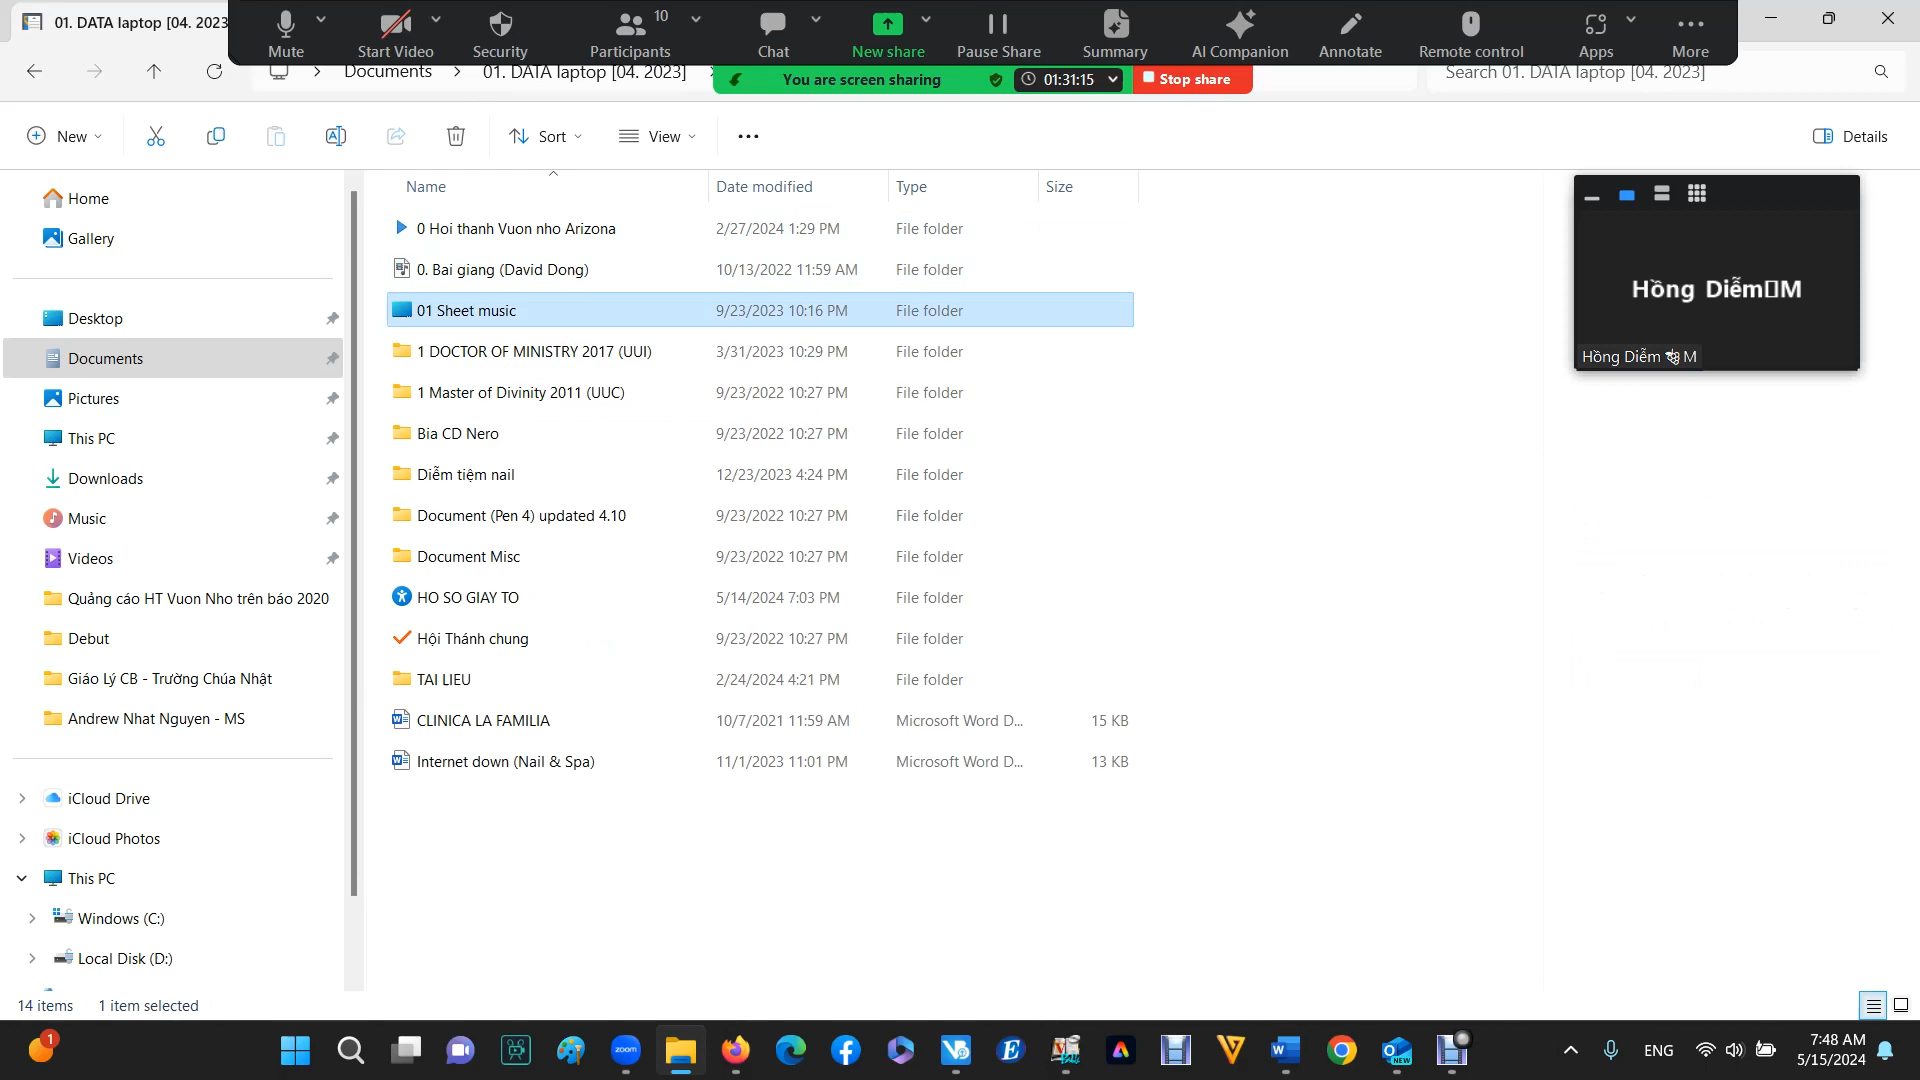 01. DATA laptop [04. 2023
Mute
Start Video
Security
10
Participants
Chat
New share
Pause Share
Summary
AI Companion
Annotate
Remote control
Apps
More
Documents
01. DATA laptop [04. 2023]
You are screen sharing
01:31:15
Stop share
Search 01. DATA laptop [04. 2023]
New
Sort
View
Details
Home
Gallery
Desktop
Documents
Pictures
This PC
Downloads
Music
Videos
Quảng cáo HT Vuon Nho trên báo 2020
Debut
Giáo Lý CB - Trường Chúa Nhật
Andrew Nhat Nguyen - MS
iCloud Drive
iCloud Photos
This PC
Windows (C:)
Local Disk (D:)
Name Date modified Type Size
0 Hoi thanh Vuon nho Arizona 2/27/2024 1:29 PM File folder
0. Bai giang (David Dong) 10/13/2022 11:59 AM File folder
01 Sheet music 9/23/2023 10:16 PM File folder
1 DOCTOR OF MINISTRY 2017 (UUI) 3/31/2023 10:29 PM File folder
1 Master of Divinity 2011 (UUC) 9/23/2022 10:27 PM File folder
Bia CD Nero 9/23/2022 10:27 PM File folder
Diễm tiệm nail 12/23/2023 4:24 PM File folder
Document (Pen 4) updated 4.10 9/23/2022 10:27 PM File folder
Document Misc 9/23/2022 10:27 PM File folder
HO SO GIAY TO 5/14/2024 7:03 PM File folder
Hội Thánh chung 9/23/2022 10:27 PM File folder
TAI LIEU 2/24/2024 4:21 PM File folder
CLINICA LA FAMILIA 10/7/2021 11:59 AM Microsoft Word D... 15 KB
Internet down (Nail & Spa) 11/1/2023 11:01 PM Microsoft Word D... 13 KB
Hồng Diễm M
Hồng Diễm M
14 items 1 item selected
1
zoom
NEW
ENG
7:48 AM
5/15/2024